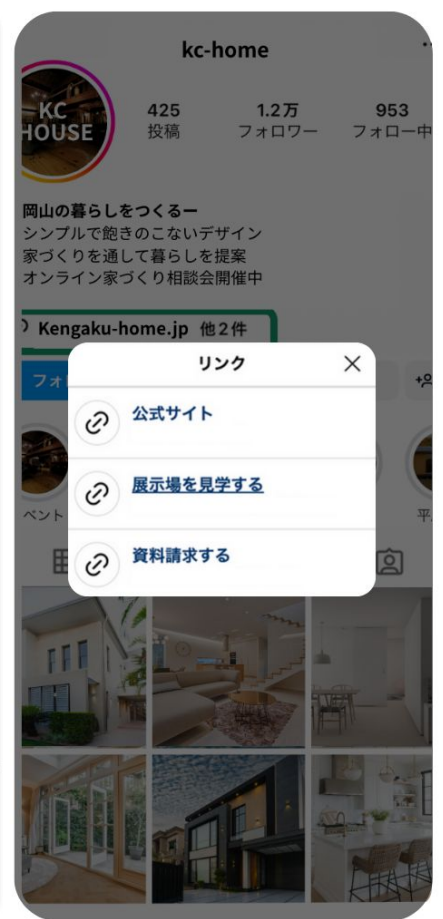 kc-home
KC
HOUSE
425
投稿
1.2万
フォロワー
953
フォロー中
岡山の暮らしをつくるー
シンプルで飽きのこないデザイン
家づくりを通して暮らしを提案
オンライン家づくり相談会開催中
Kengaku-home.jp 他2件
リンク
公式サイト
展示場を見学する
資料請求する